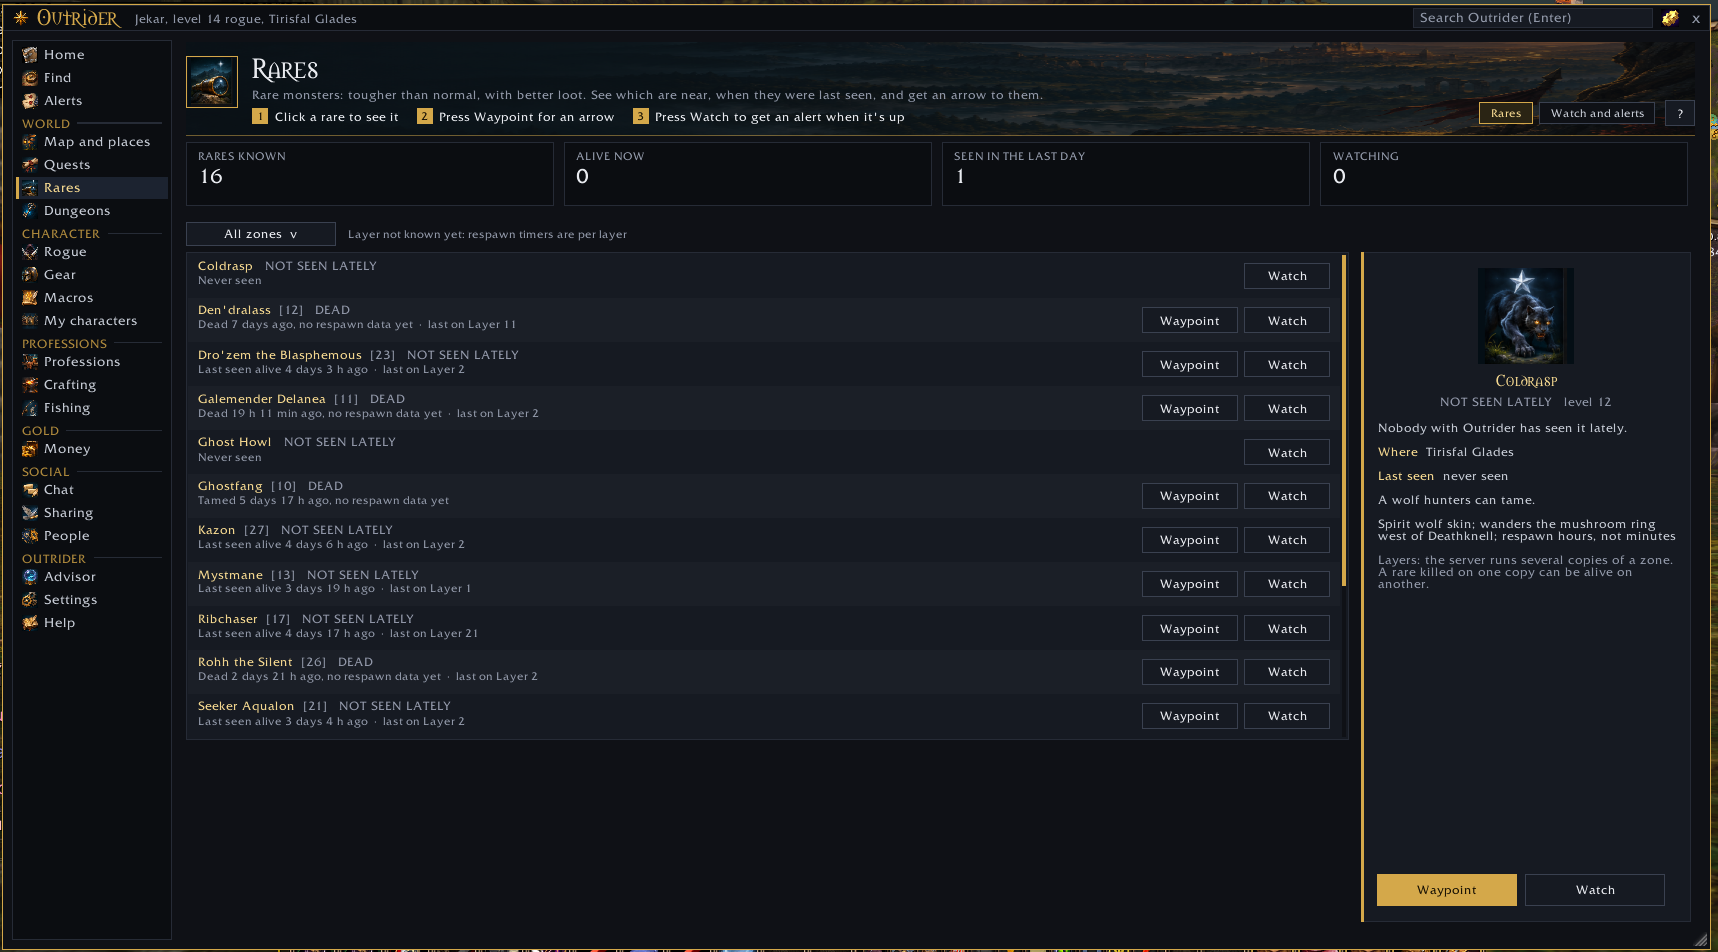 OUTRIDER Jekar, level 14 rogue, Tirisfal Glades
Search Outrider (Enter) x
Home
Find
Alerts
WORLD
Map and places
Quests
Rares
Dungeons
CHARACTER
Rogue
Gear
Macros
My characters
PROFESSIONS
Professions
Crafting
Fishing
GOLD
Money
SOCIAL
Chat
Sharing
People
OUTRIDER
Advisor
Settings
Help
RARES
Rare monsters: tougher than normal, with better loot. See which are near, when they were last seen, and get an arrow to them.
1 Click a rare to see it 2 Press Waypoint for an arrow 3 Press Watch to get an alert when it's up
Rares Watch and alerts ?
RARES KNOWN
16
ALIVE NOW
0
SEEN IN THE LAST DAY
1
WATCHING
0
All zones v Layer not known yet: respawn timers are per layer
Coldrasp NOT SEEN LATELY
Never seen
Watch
Den'dralass [12] DEAD
Dead 7 days ago, no respawn data yet · last on Layer 11
Waypoint Watch
Dro'zem the Blasphemous [23] NOT SEEN LATELY
Last seen alive 4 days 3 h ago · last on Layer 2
Waypoint Watch
Galemender Delanea [11] DEAD
Dead 19 h 11 min ago, no respawn data yet · last on Layer 2
Waypoint Watch
Ghost Howl NOT SEEN LATELY
Never seen
Watch
Ghostfang [10] DEAD
Tamed 5 days 17 h ago, no respawn data yet
Waypoint Watch
Kazon [27] NOT SEEN LATELY
Last seen alive 4 days 6 h ago · last on Layer 2
Waypoint Watch
Mystmane [13] NOT SEEN LATELY
Last seen alive 3 days 19 h ago · last on Layer 1
Waypoint Watch
Ribchaser [17] NOT SEEN LATELY
Last seen alive 4 days 17 h ago · last on Layer 21
Waypoint Watch
Rohh the Silent [26] DEAD
Dead 2 days 21 h ago, no respawn data yet · last on Layer 2
Waypoint Watch
Seeker Aqualon [21] NOT SEEN LATELY
Last seen alive 3 days 4 h ago · last on Layer 2
Waypoint Watch
COLDRASP
NOT SEEN LATELY level 12
Nobody with Outrider has seen it lately.
Where Tirisfal Glades
Last seen never seen
A wolf hunters can tame.
Spirit wolf skin; wanders the mushroom ring
west of Deathknell; respawn hours, not minutes
Layers: the server runs several copies of a zone.
A rare killed on one copy can be alive on
another.
Waypoint Watch